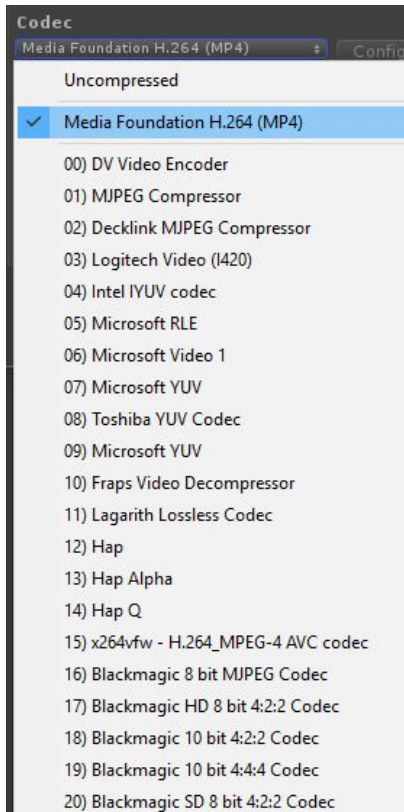 Codec
Media Foundation H.264 (MP4) Config
Uncompressed
Media Foundation H.264 (MP4)
00) DV Video Encoder
01) MJPEG Compressor
02) Decklink MJPEG Compressor
03) Logitech Video (I420)
04) Intel IYUV codec
05) Microsoft RLE
06) Microsoft Video 1
07) Microsoft YUV
08) Toshiba YUV Codec
09) Microsoft YUV
10) Fraps Video Decompressor
11) Lagarith Lossless Codec
12) Hap
13) Hap Alpha
14) Hap Q
15) x264vfw - H.264_MPEG-4 AVC codec
16) Blackmagic 8 bit MJPEG Codec
17) Blackmagic HD 8 bit 4:2:2 Codec
18) Blackmagic 10 bit 4:2:2 Codec
19) Blackmagic 10 bit 4:4:4 Codec
20) Blackmagic SD 8 bit 4:2:2 Codec